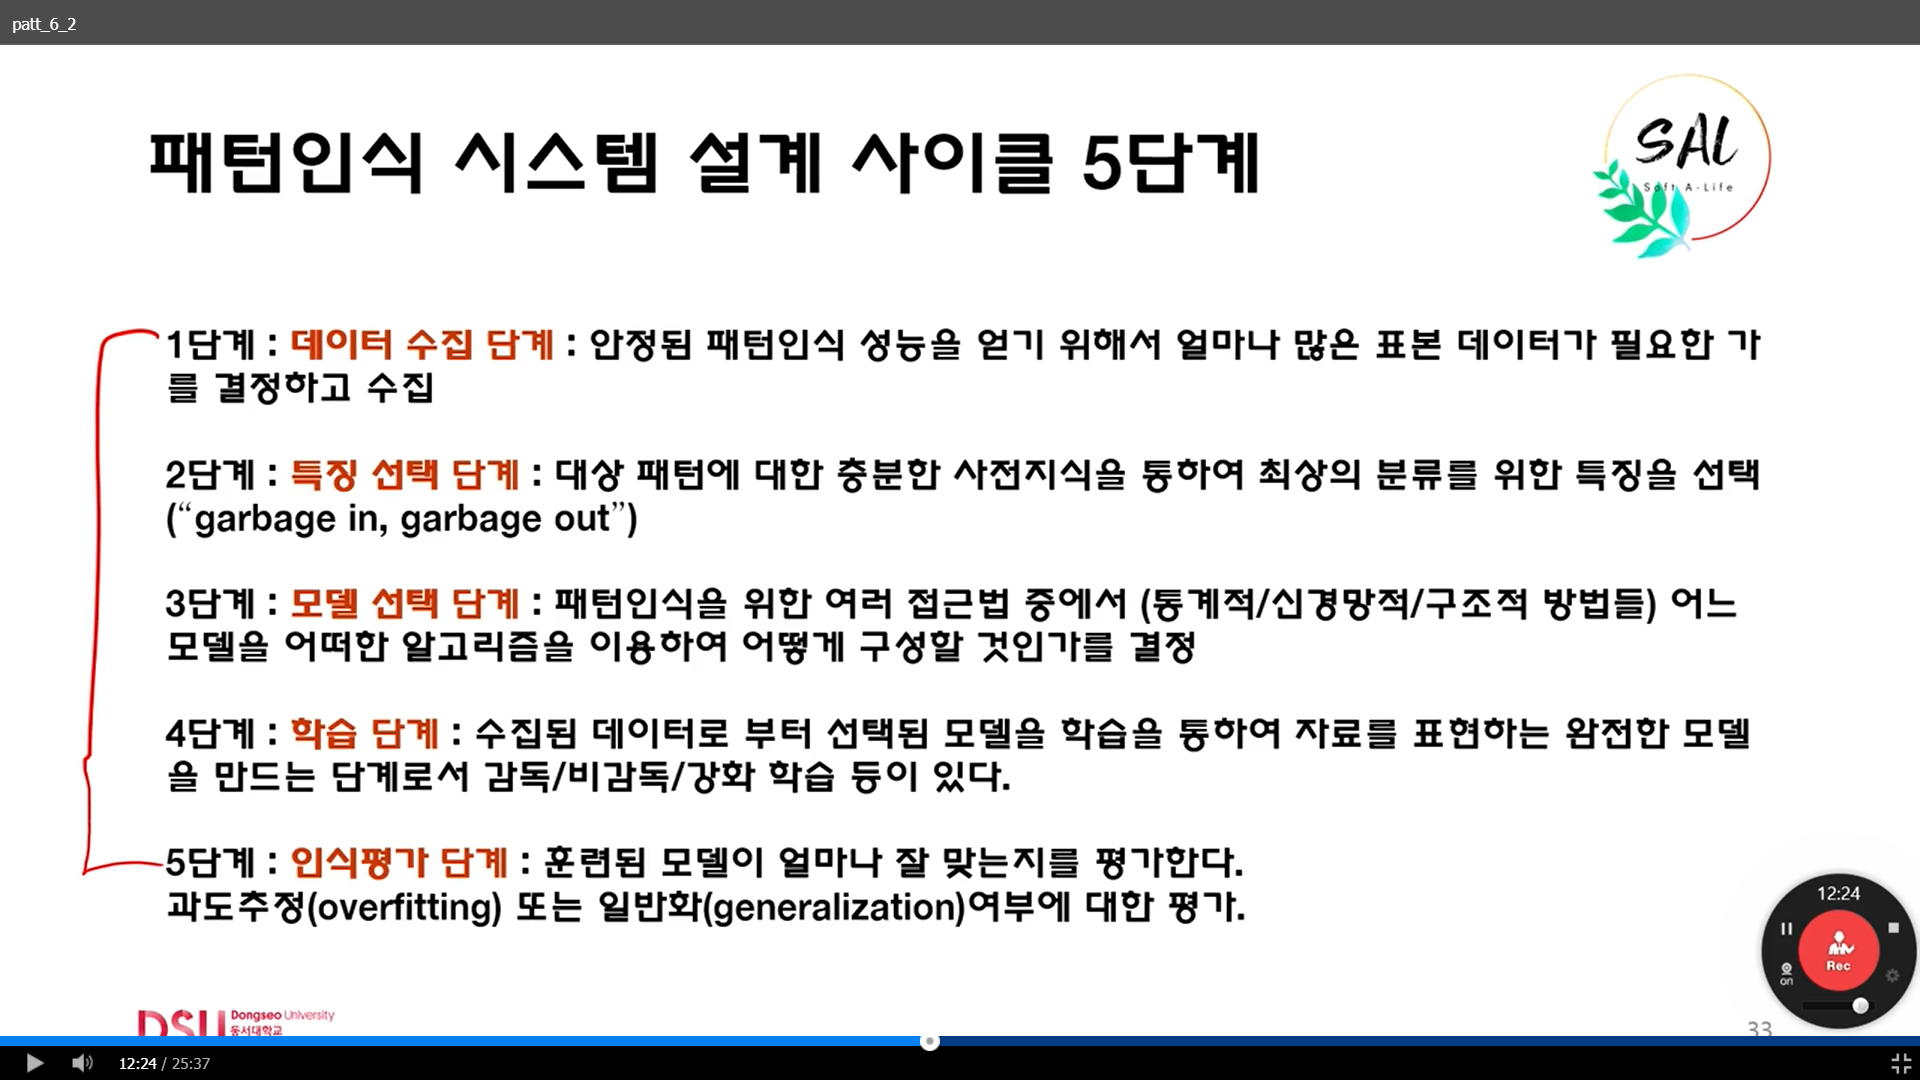 patt_6_2
패턴인식 시스템 설계 사이클 5단계
SAL
Soft A-Life
1단계 : 데이터 수집 단계 : 안정된 패턴인식 성능을 얻기 위해서 얼마나 많은 표본 데이터가 필요한 가
를 결정하고 수집
2단계 : 특징 선택 단계 : 대상 패턴에 대한 충분한 사전지식을 통하여 최상의 분류를 위한 특징을 선택
(“garbage in, garbage out”)
3단계 : 모델 선택 단계 : 패턴인식을 위한 여러 접근법 중에서 (통계적/신경망적/구조적 방법들) 어느
모델을 어떠한 알고리즘을 이용하여 어떻게 구성할 것인가를 결정
4단계 : 학습 단계 : 수집된 데이터로 부터 선택된 모델을 학습을 통하여 자료를 표현하는 완전한 모델
을 만드는 단계로서 감독/비감독/강화 학습 등이 있다.
5단계 : 인식평가 단계 : 훈련된 모델이 얼마나 잘 맞는지를 평가한다.
과도추정(overfitting) 또는 일반화(generalization)여부에 대한 평가.
12:24
Rec
on
DSU Dongseo University
동서대학교
33
12:24 / 25:37